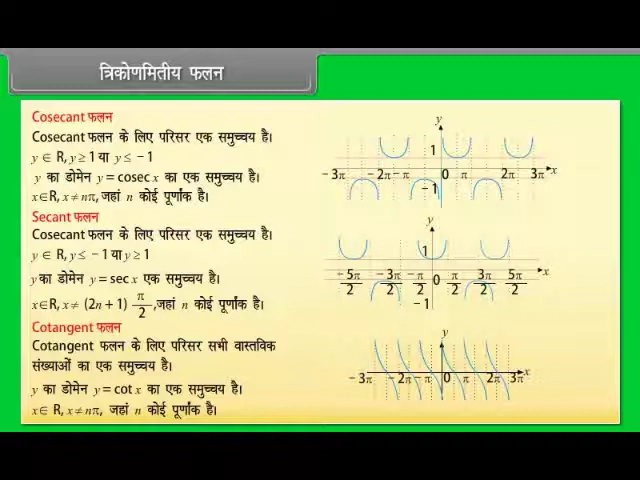 त्रिकोणमितीय फलन
Cosecant फलन
Cosecant फलन के लिए परिसर एक समुच्चय है।
y ∈ R, y ≥ 1 या y ≤ −1
y का डोमेन y = cosec x का एक समुच्चय है।
x∈R, x ≠ nπ, जहां n कोई पूर्णांक है।
Secant फलन
Cosecant फलन के लिए परिसर एक समुच्चय है।
y ∈ R, y ≤ −1 या y ≥ 1
y का डोमेन y = sec x एक समुच्चय है।
x∈R, x ≠ (2n + 1) π/2, जहां n कोई पूर्णांक है।
Cotangent फलन
Cotangent फलन के लिए परिसर सभी वास्तविक
संख्याओं का एक समुच्चय है।
y का डोमेन y = cot x का एक समुच्चय है।
x∈ R, x ≠ nπ, जहां n कोई पूर्णांक है।
y
1
−3π −2π −π 0 π 2π 3π x
−1
y
1
−5π/2 −3π/2 −π/2 0 π/2 3π/2 5π/2 x
−1
y
−3π −2π −π 0 π 2π 3π x